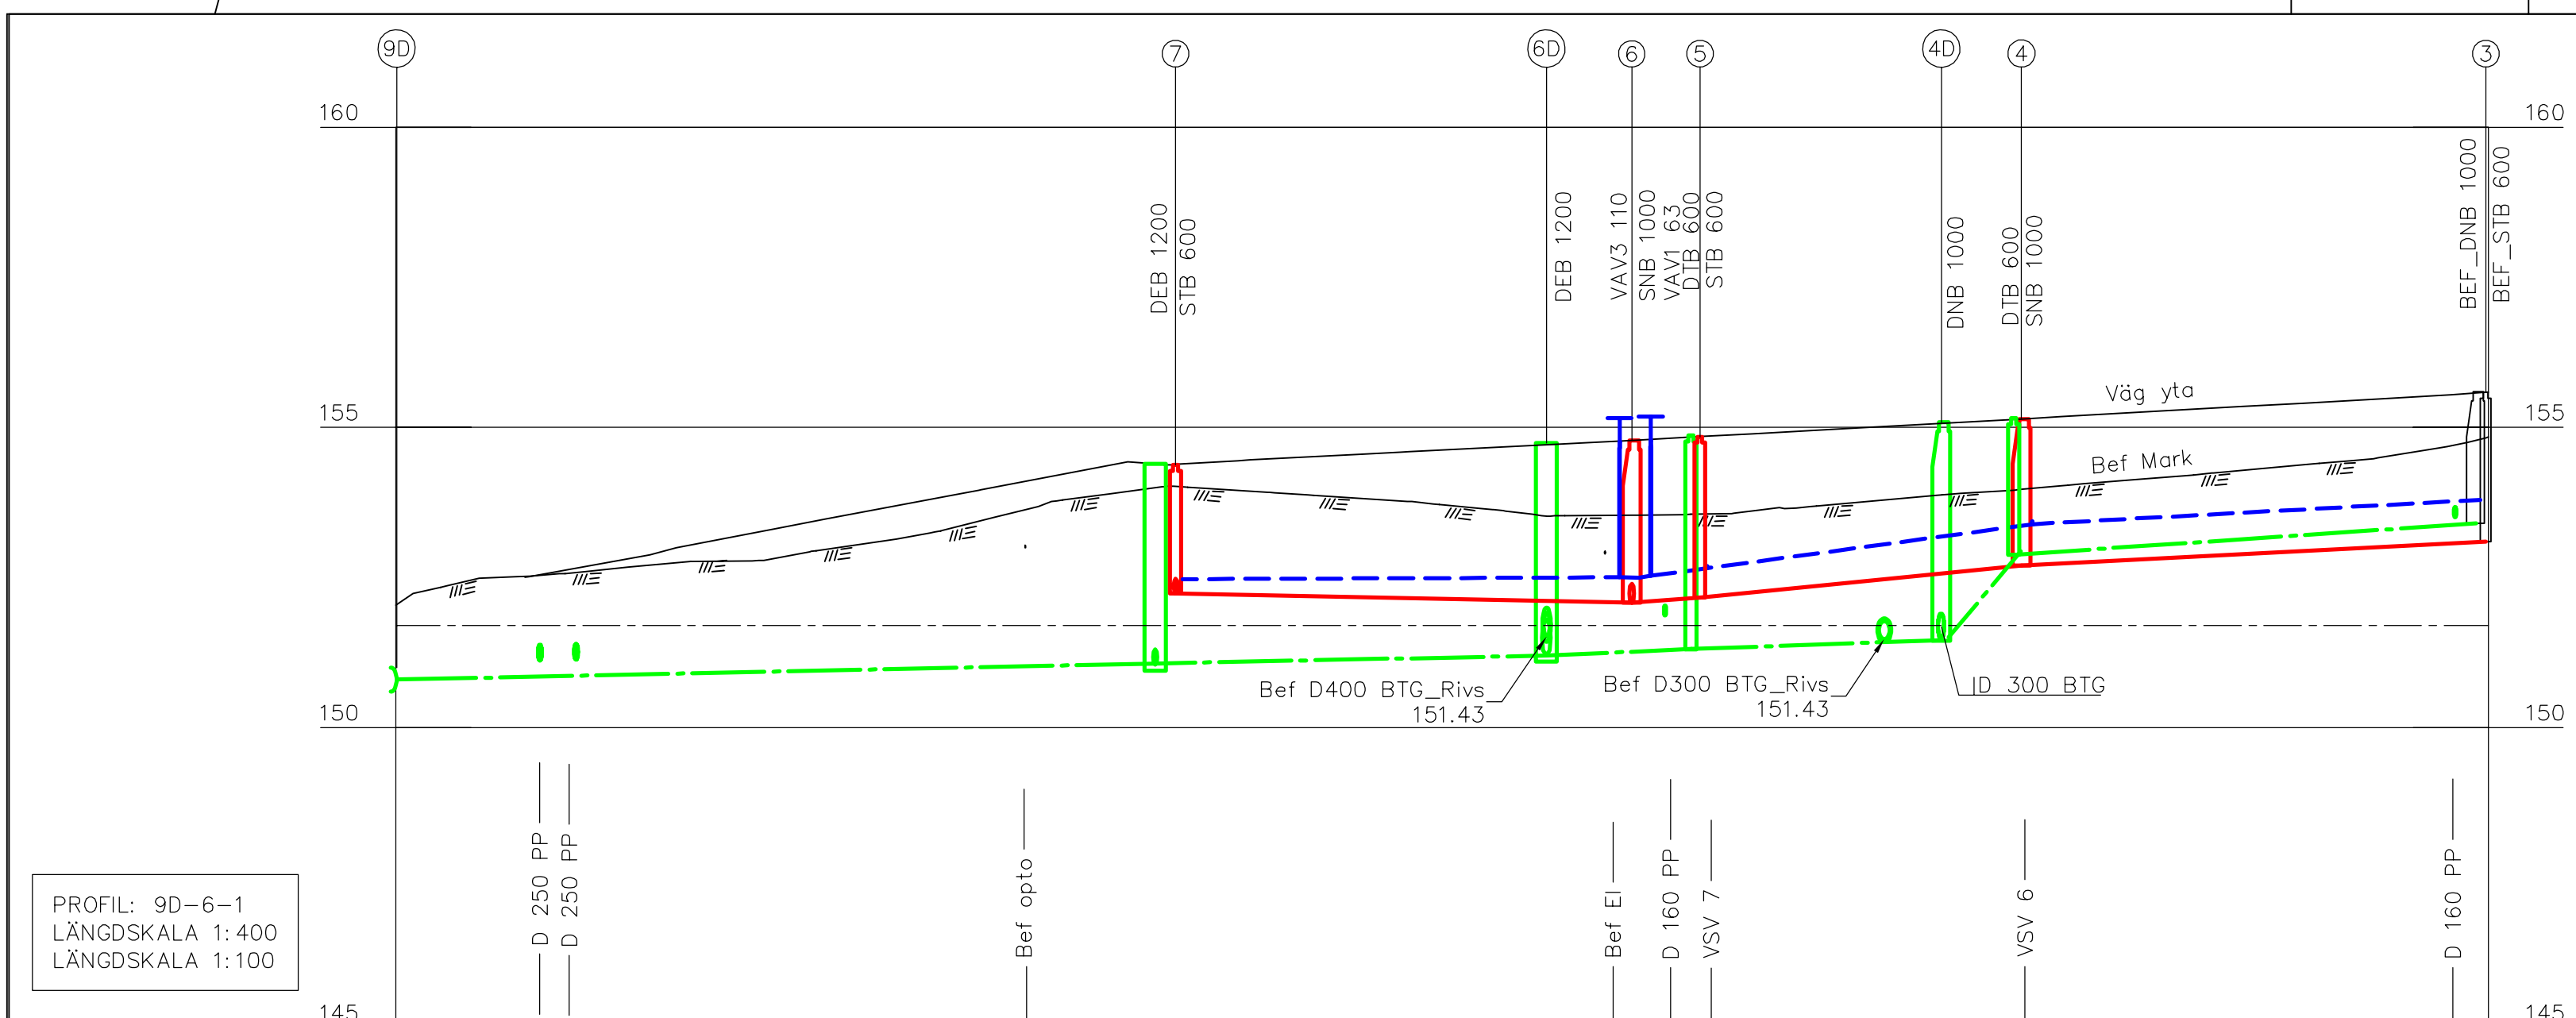 9D
7
6D
6
5
4D
4
3
160
160
DEB 1200
STB 600
DEB 1200
VAV3 110
SNB 1000
VAV1 63
DTB 600
STB 600
DNB 1000
DTB 600
SNB 1000
BEF_DNB 1000
BEF_STB 600
155
155
Väg yta
Bef Mark
Bef D400 BTG_Rivs
151.43
Bef D300 BTG_Rivs
151.43
D 300 BTG
150
150
D 250 PP
D 250 PP
Bef opto
Bef El
D 160 PP
VSV 7
VSV 6
D 160 PP
PROFIL: 9D-6-1
LÄNGDSKALA 1:400
LÄNGDSKALA 1:100
145
145